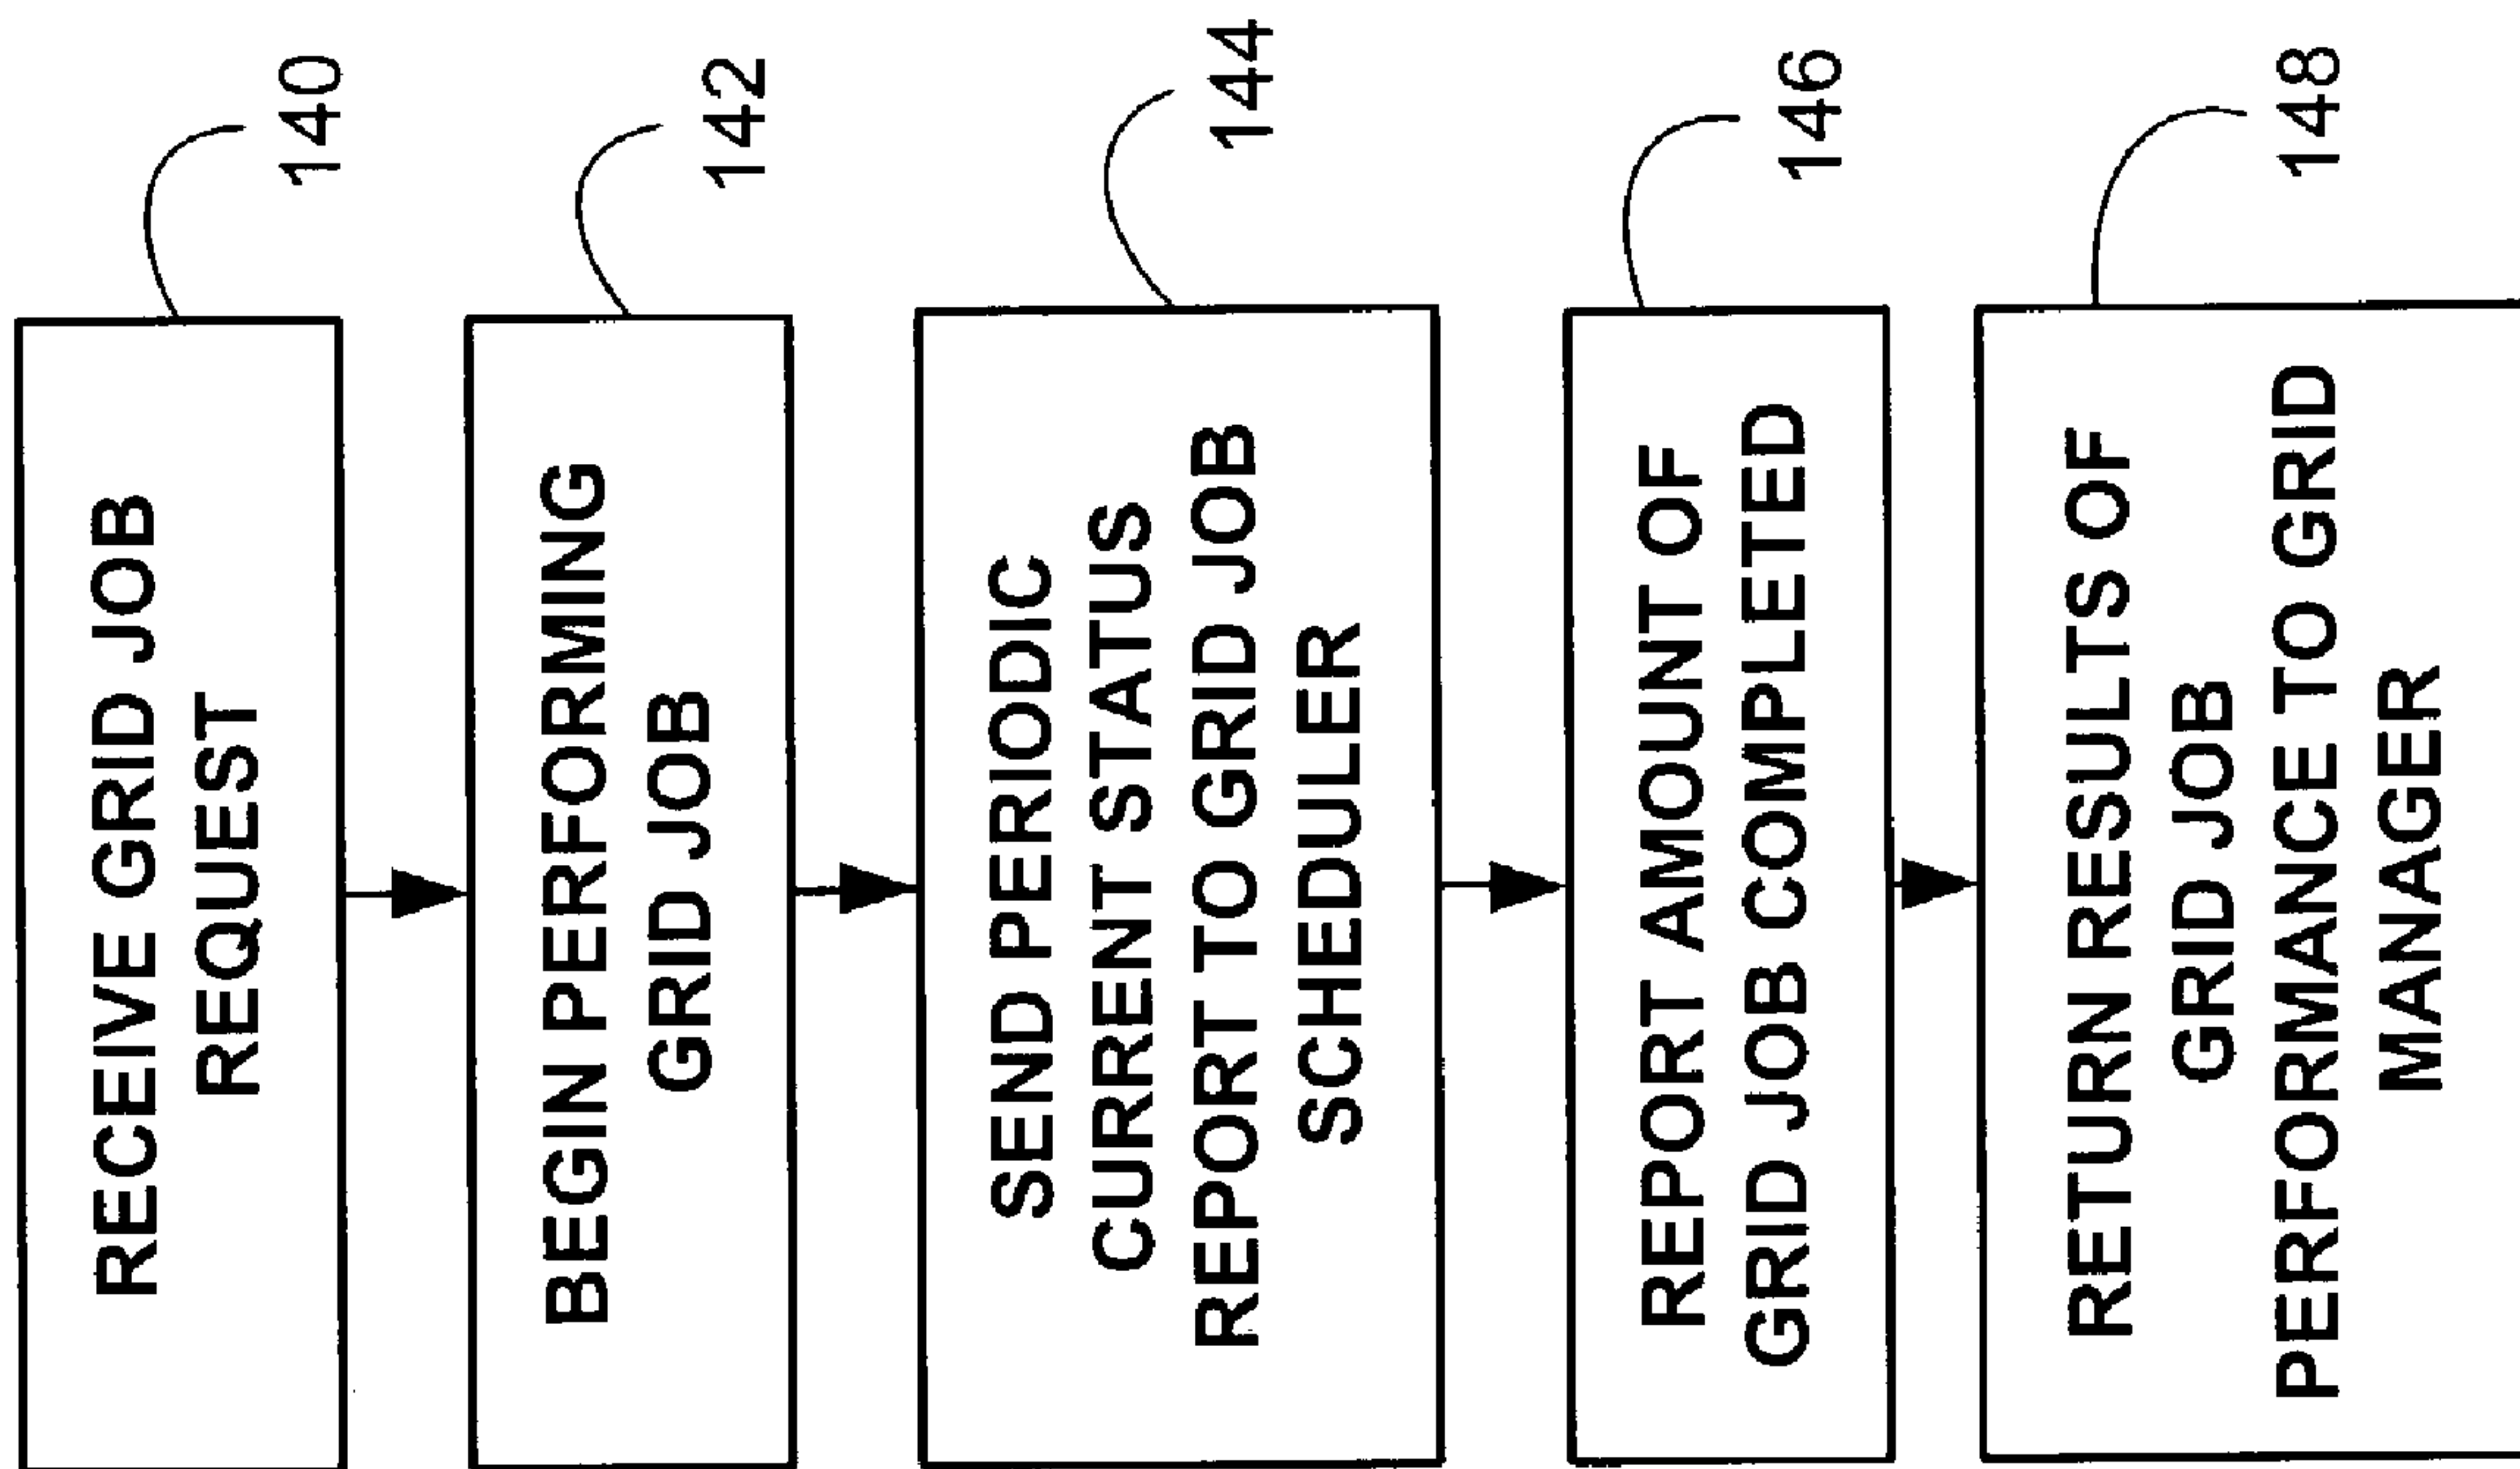 RECEIVE GRID JOB
REQUEST
140
BEGIN PERFORMING
GRID JOB
142
SEND PERIODIC
CURRENT STATUS
REPORT TO GRID JOB
SCHEDULER
144
REPORT AMOUNT OF
GRID JOB COMPLETED
146
RETURN RESULTS OF
GRID JOB
PERFORMANCE TO GRID
MANAGER
148